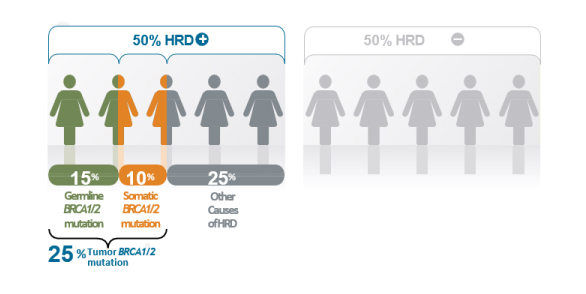 50% HRD +
50% HRD −
15%
10%
25%
Germline
BRCA1/2
mutation
Somatic
BRCA1/2
mutation
Other
Causes
of HRD
25% Tumor BRCA1/2
mutation